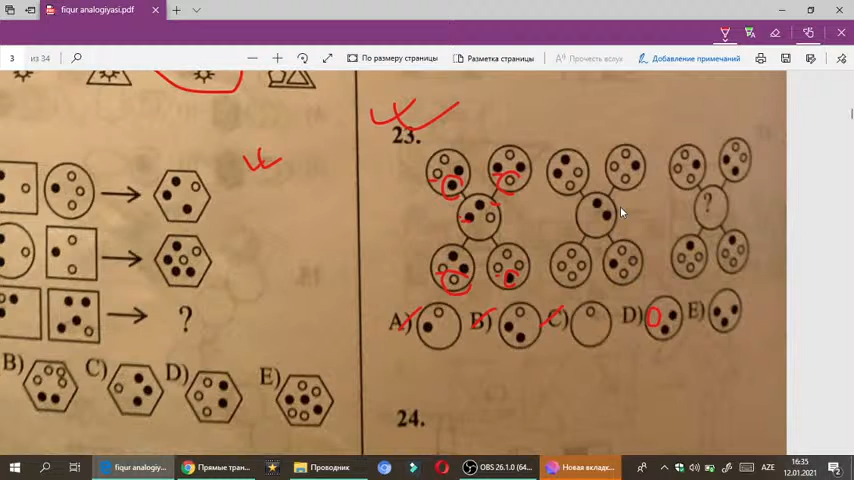 fiqur analogiyasi.pdf
3 из 34
По размеру страницы
Разметка страницы
Прочесть вслух
Добавление примечаний
23.
?
?
A) B) C) D) E)
B) C) D) E)
24.
fiqur analogiy...
Прямые тран...
Проводник
OBS 26.1.0 (64...
Новая вкладк...
AZE
16:35
12.01.2021
2